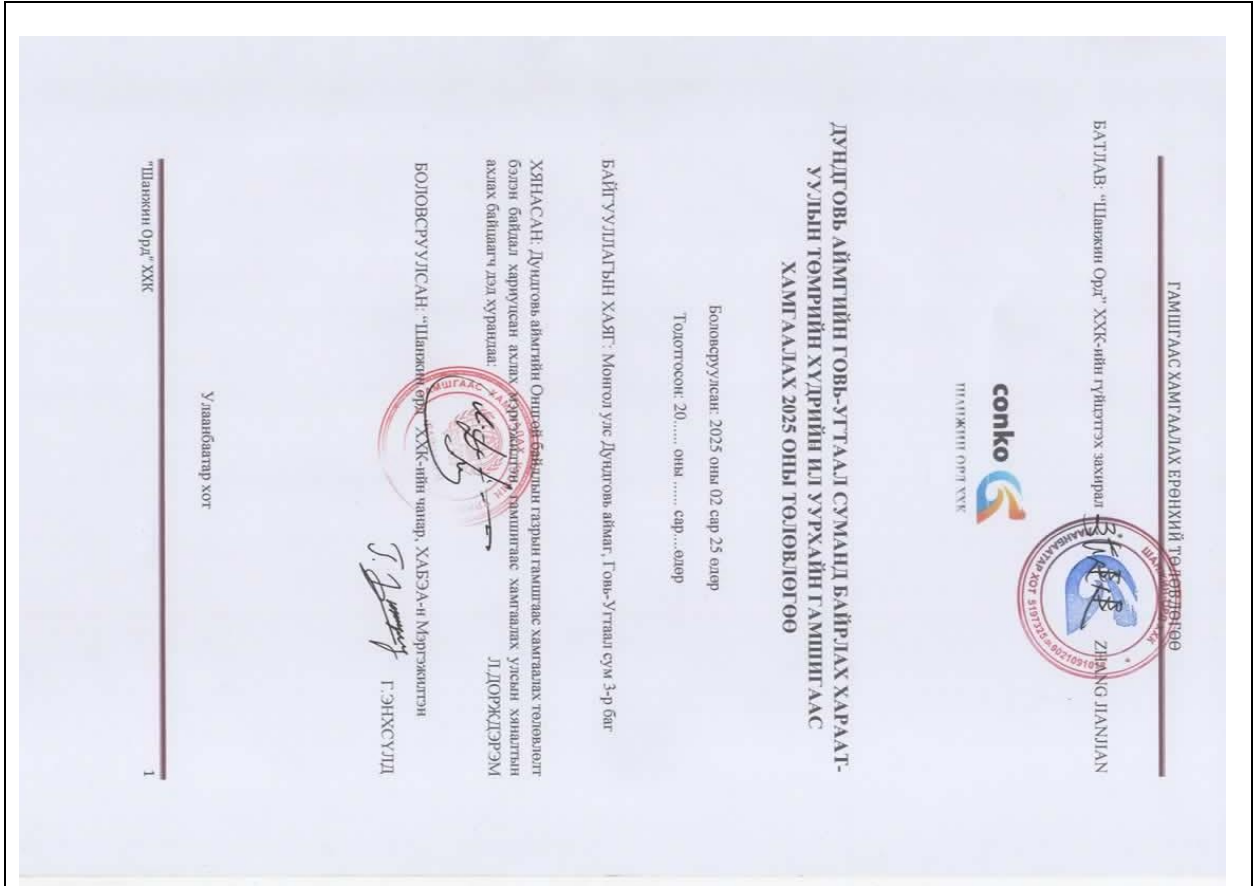 ГАМШГААС ХАМГААЛАХ ЕРӨНХИЙ ТӨЛӨВЛӨГӨӨ
БАТЛАВ: "Шанжин Орд" ХХК-ийн гүйцэтгэх захирал ZHANG JIANJIAN
conko
ШАНЖИН ОРД ХХК
ДУНДГОВЬ АЙМГИЙН ГОВЬ-УГТААЛ СУМАНД БАЙРЛАХ ХАРААТ-
УУЛЫН ТӨМРИЙН ХҮДРИЙН ИЛ УУРХАЙН ГАМШИГААС
ХАМГААЛАХ 2025 ОНЫ ТӨЛӨВЛӨГӨӨ
Боловсруулсан: 2025 оны 02 сар 25 өдөр
Тодотгосон: 20...... оны ...... сар....өдөр
БАЙГУУЛЛАГЫН ХАЯГ: Монгол улс Дундговь аймаг, Говь-Угтаал сум 3-р баг
ХЯНАСАН: Дундговь аймгийн Онцгой байдлын газрын гамшгаас хамгаалах төлөвлөлт
бэлэн байдал хариуцсан ахлах мэргэжилтэн, гамшигаас хамгаалах улсын хяналтын
ахлах байцаагч дэд хурандаа: Л.ДОРЖДЭРЭМ
БОЛОВСРУУЛСАН: "Шанжин орд" ХХК-ийн чанар, ХАБЭА-н Мэргэжилтэн
Г.ЭНХСҮЛД
Улаанбаатар хот
"Шанжин Орд" ХХК 1